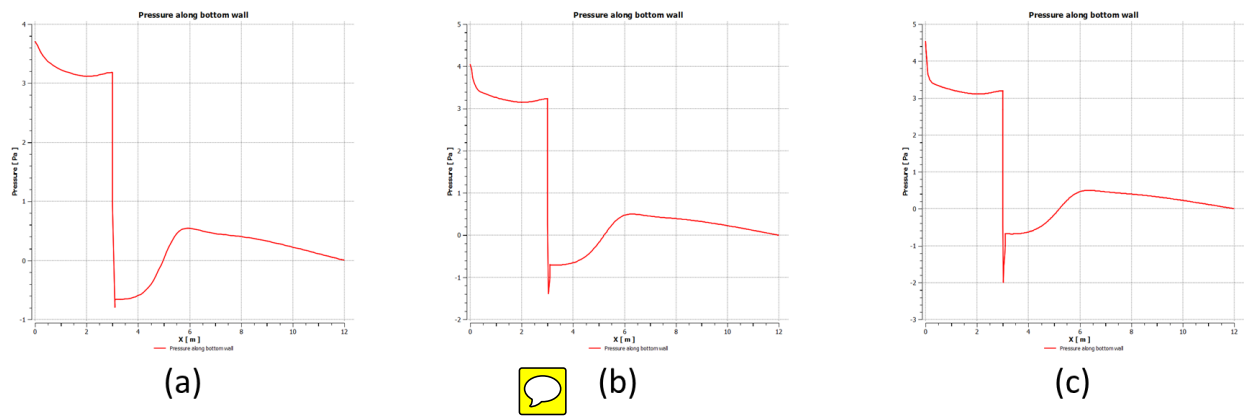 Pressure along bottom wall
4
3
2
1
0
-1
Pressure [ Pa ]
0 2 4 6 8 10 12
X [ m ]
Pressure along bottom wall
(a)
Pressure along bottom wall
5
4
3
2
1
0
-1
-2
Pressure [ Pa ]
0 2 4 6 8 10 12
X [ m ]
Pressure along bottom wall
(b)
Pressure along bottom wall
5
4
3
2
1
0
-1
-2
-3
Pressure [ Pa ]
0 2 4 6 8 10 12
X [ m ]
Pressure along bottom wall
(c)